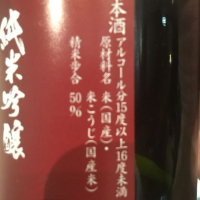 本酒
アルコール分15度以上16度未満
原材料名 米(国産)・
米こうじ(国産米)
精米歩合 50%
純米吟醸